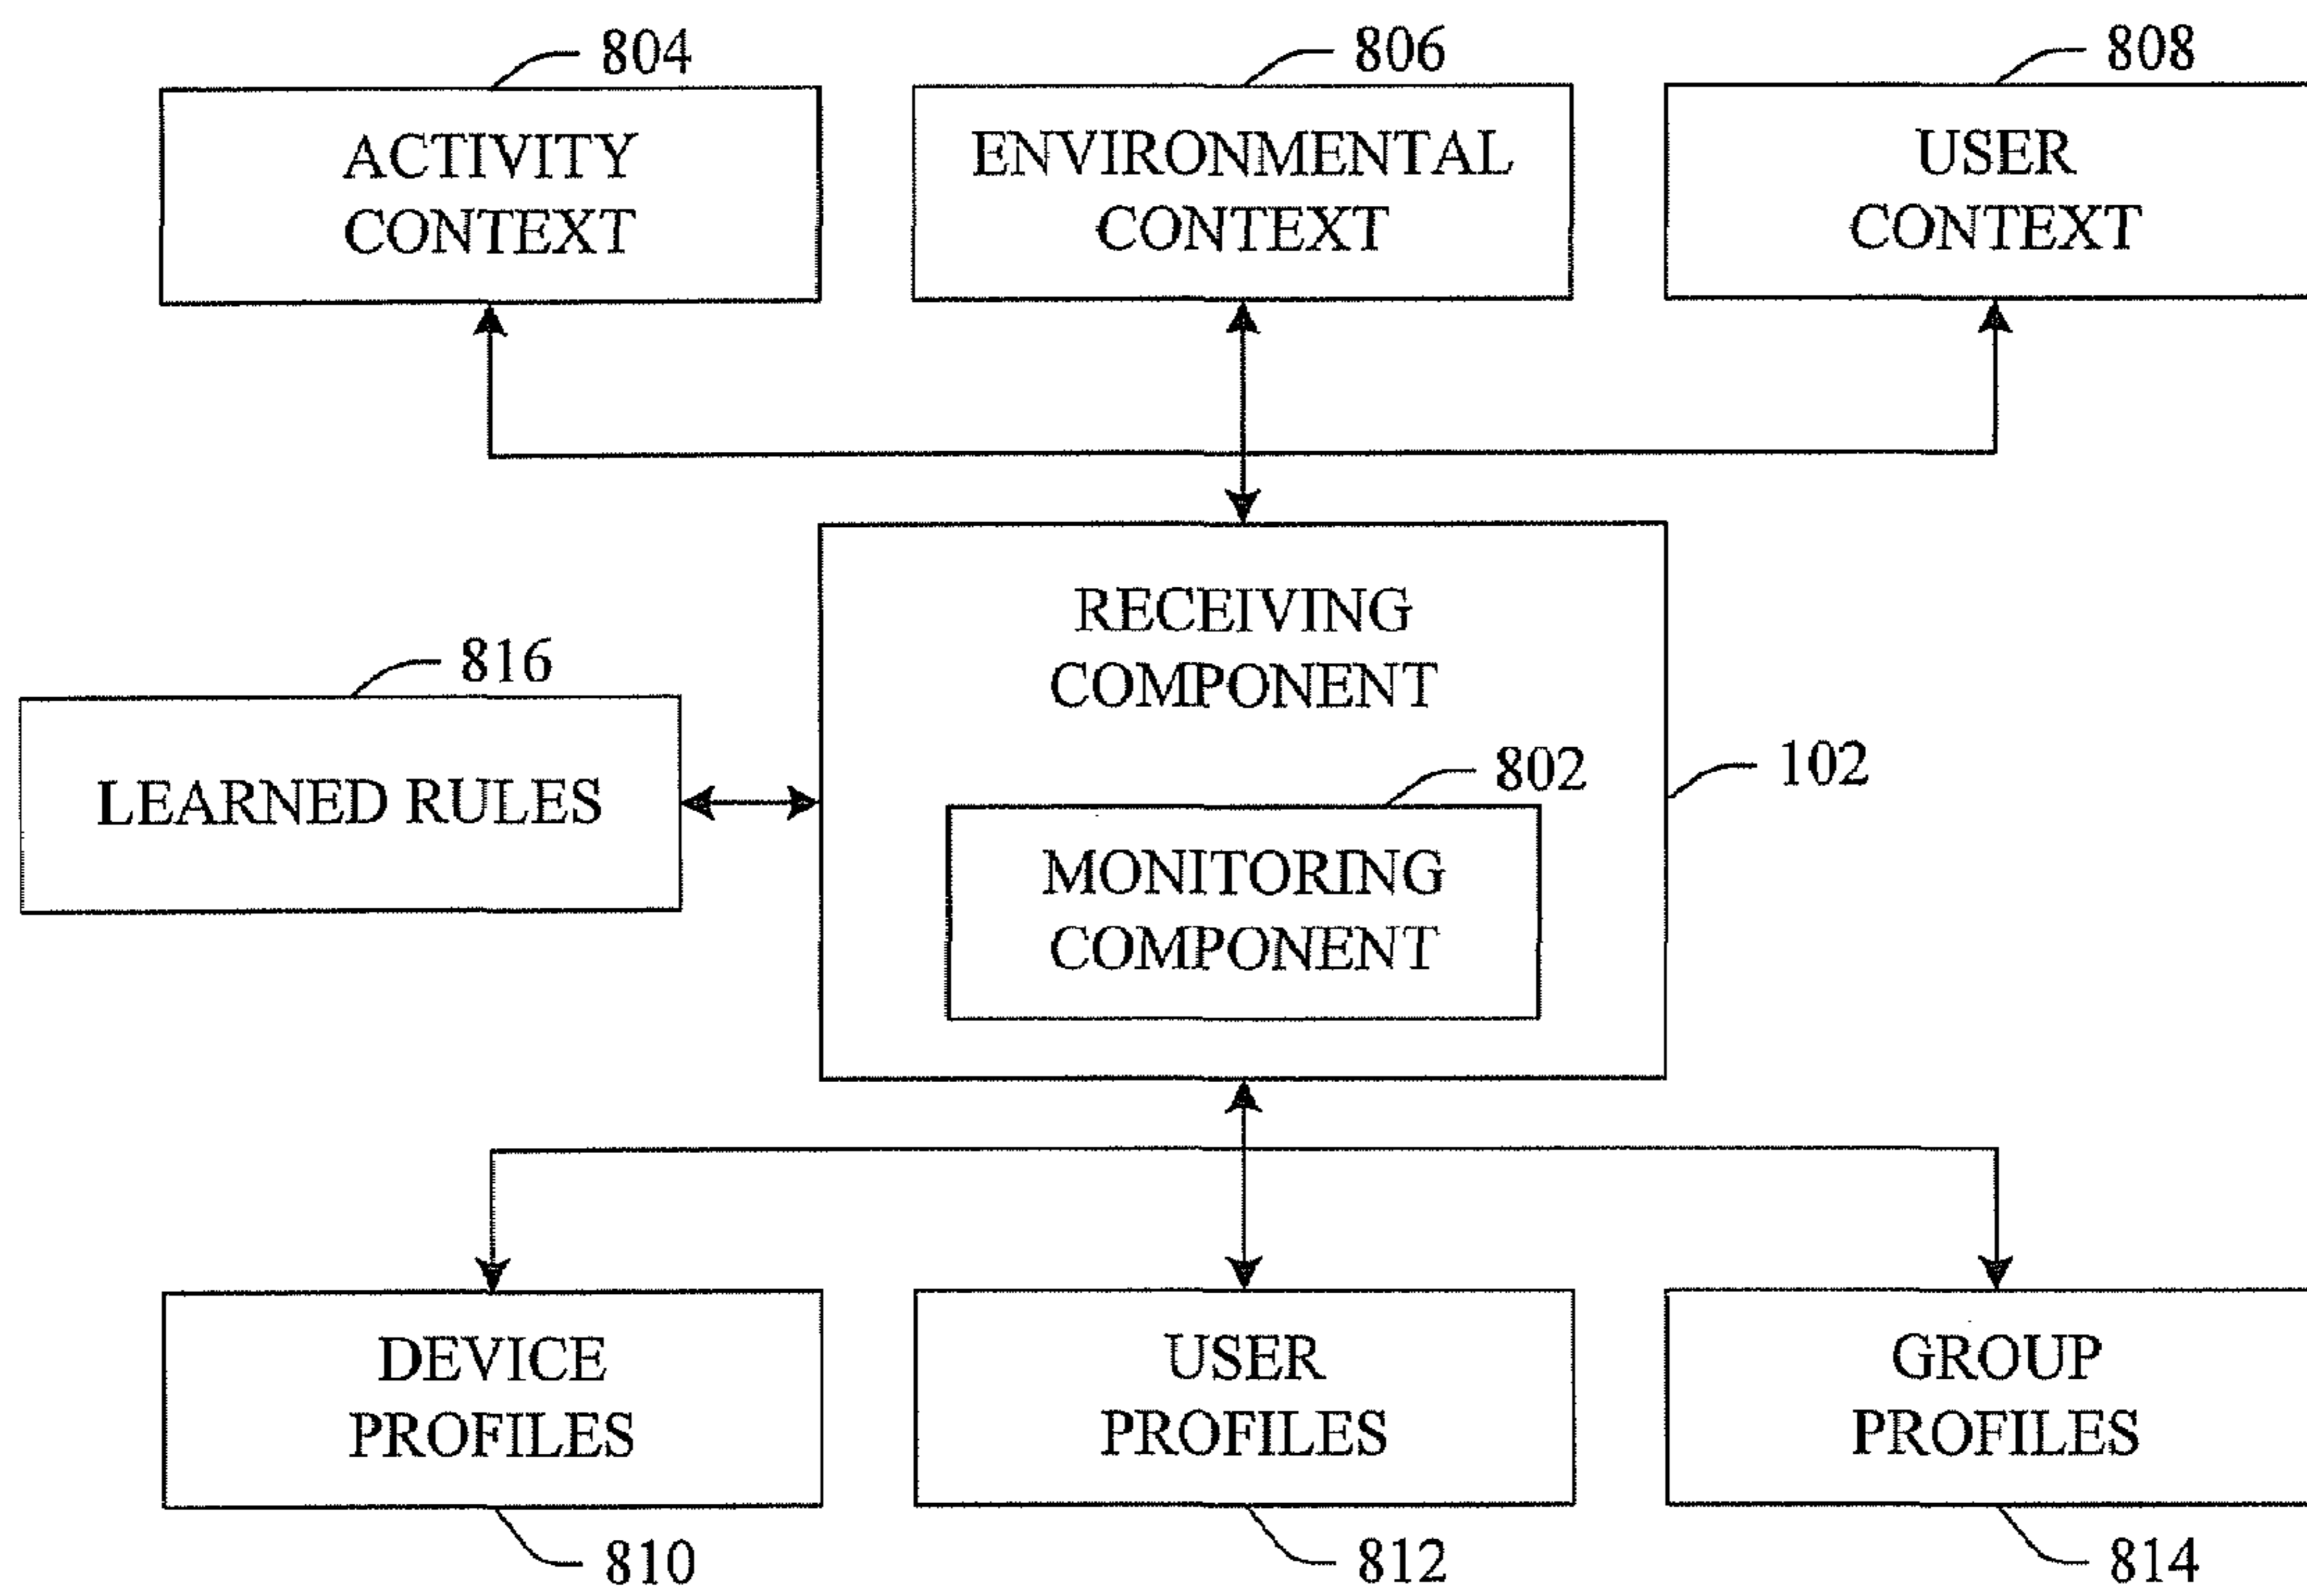 804
806
808
ACTIVITY
CONTEXT
ENVIRONMENTAL
CONTEXT
USER
CONTEXT
RECEIVING
COMPONENT
816
LEARNED RULES
802
102
MONITORING
COMPONENT
DEVICE
PROFILES
USER
PROFILES
GROUP
PROFILES
810
812
814